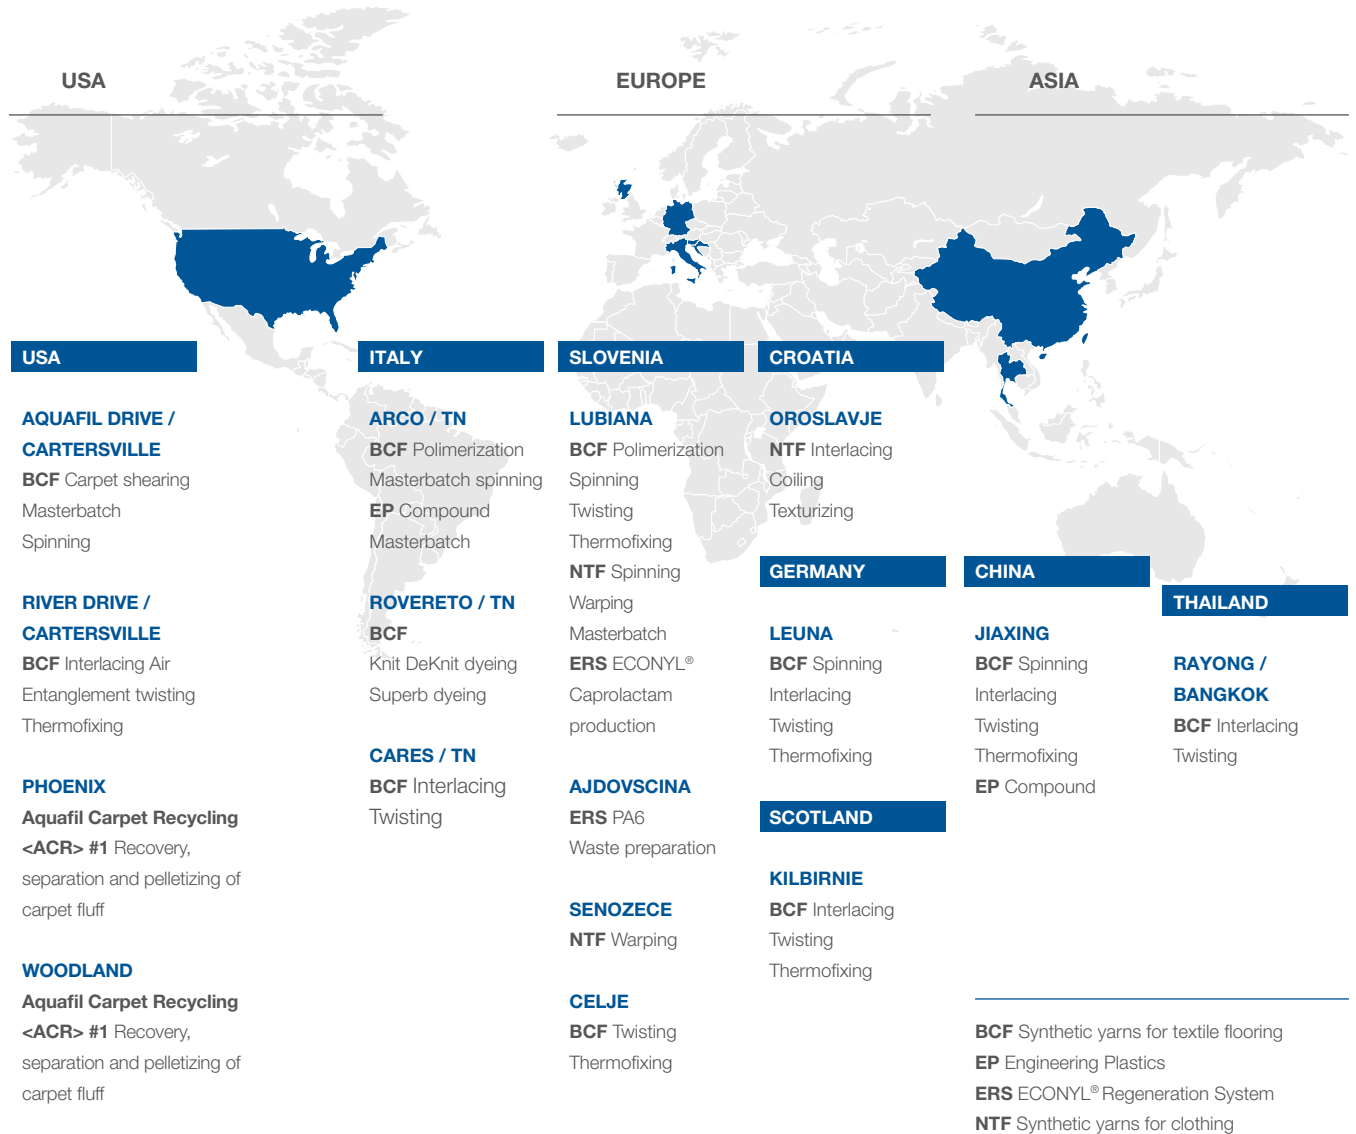 USA
EUROPE
ASIA
USA
AQUAFIL DRIVE /
CARTERSVILLE
BCF Carpet shearing
Masterbatch
Spinning
RIVER DRIVE /
CARTERSVILLE
BCF Interlacing Air
Entanglement twisting
Thermofixing
PHOENIX
Aquafil Carpet Recycling
<ACR> #1 Recovery,
separation and pelletizing of
carpet fluff
WOODLAND
Aquafil Carpet Recycling
<ACR> #1 Recovery,
separation and pelletizing of
carpet fluff
ITALY
ARCO / TN
BCF Polimerization
Masterbatch spinning
EP Compound
Masterbatch
ROVERETO / TN
BCF
Knit DeKnit dyeing
Superb dyeing
CARES / TN
BCF Interlacing
Twisting
SLOVENIA
LUBIANA
BCF Polimerization
Spinning
Twisting
Thermofixing
NTF Spinning
Warping
Masterbatch
ERS ECONYL®
Caprolactam
production
AJDOVSCINA
ERS PA6
Waste preparation
SENOZECE
NTF Warping
CELJE
BCF Twisting
Thermofixing
CROATIA
OROSLAVJE
NTF Interlacing
Coiling
Texturizing
GERMANY
LEUNA
BCF Spinning
Interlacing
Twisting
Thermofixing
SCOTLAND
KILBIRNIE
BCF Interlacing
Twisting
Thermofixing
CHINA
JIAXING
BCF Spinning
Interlacing
Twisting
Thermofixing
EP Compound
THAILAND
RAYONG /
BANGKOK
BCF Interlacing
Twisting
BCF Synthetic yarns for textile flooring
EP Engineering Plastics
ERS ECONYL® Regeneration System
NTF Synthetic yarns for clothing